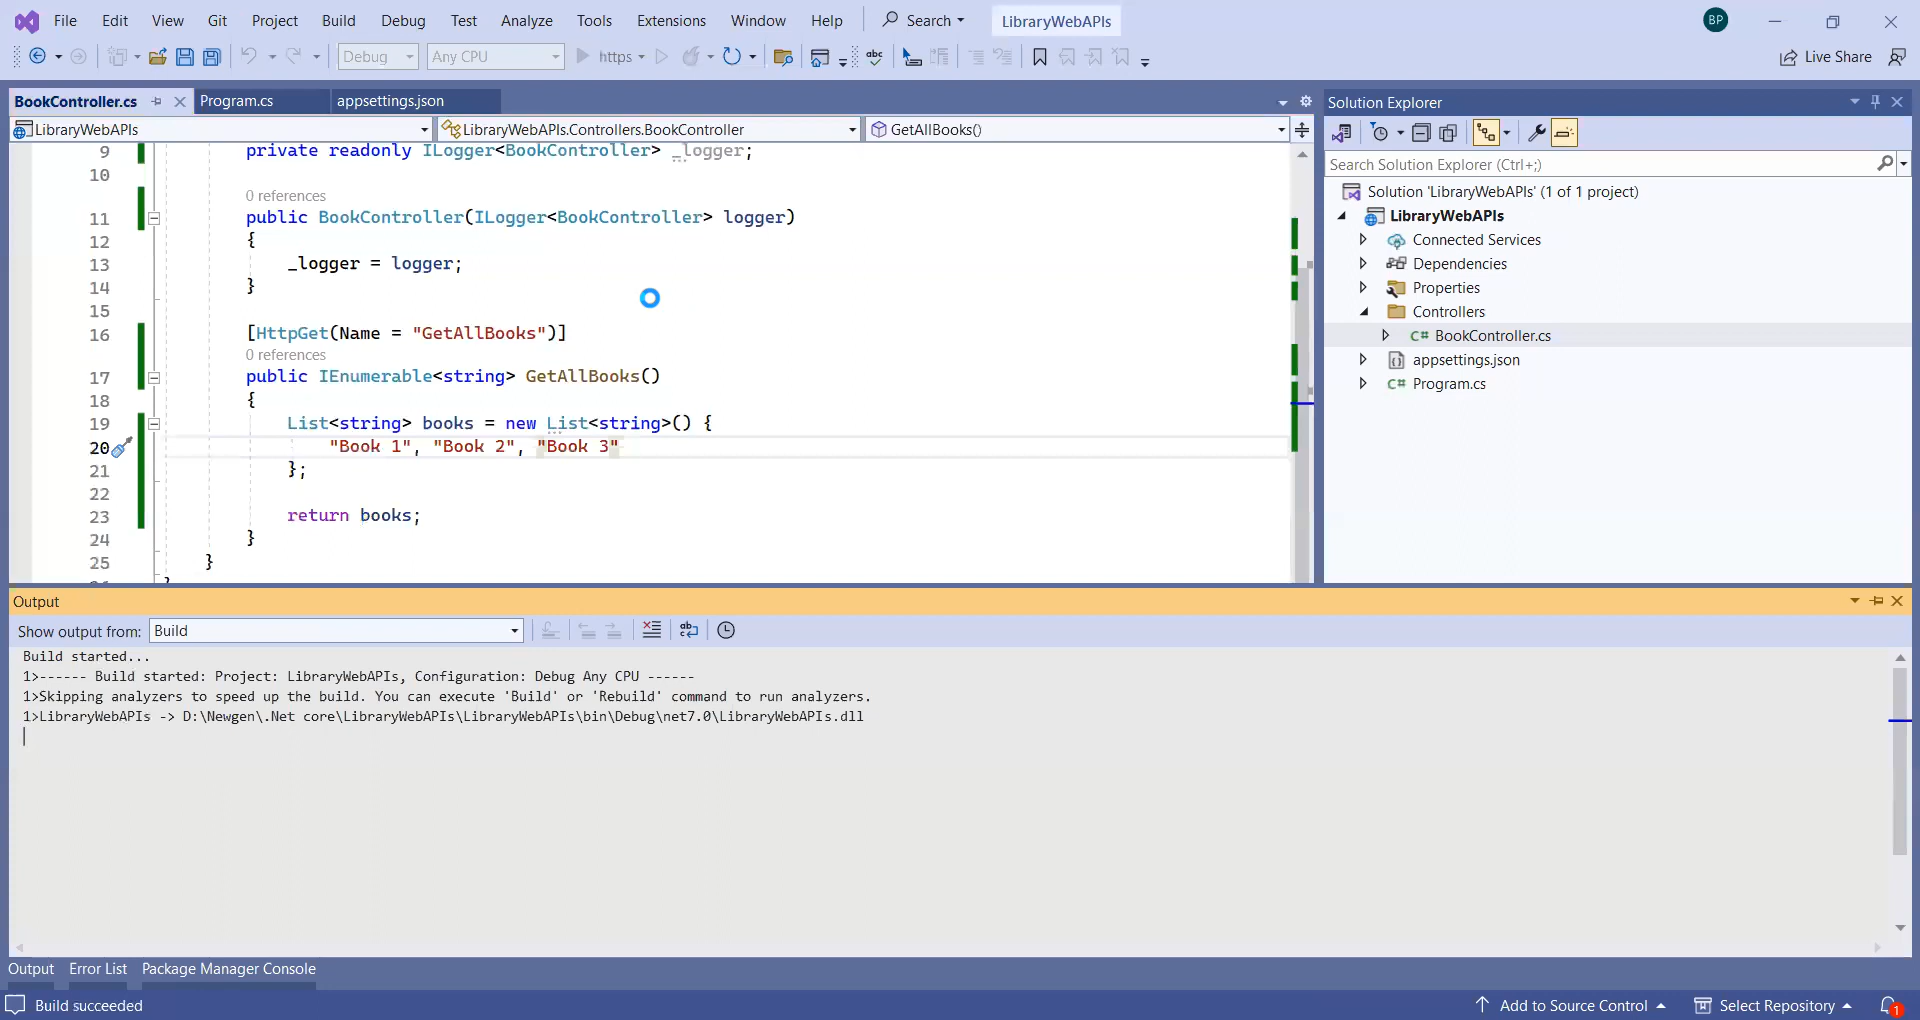 File Edit View Git Project Build Debug Test Analyze Tools Extensions Window Help Search LibraryWebAPIs BP
Debug Any CPU https Live Share
BookController.cs Program.cs appsettings.json
LibraryWebAPIs LibraryWebAPIs.Controllers.BookController GetAllBooks()
9 private readonly ILogger<BookController> _logger;
10
0 references
11 public BookController(ILogger<BookController> logger)
12 {
13 _logger = logger;
14 }
15
16 [HttpGet(Name = "GetAllBooks")]
0 references
17 public IEnumerable<string> GetAllBooks()
18 {
19 List<string> books = new List<string>() {
20 "Book 1", "Book 2", "Book 3"
21 };
22
23 return books;
24 }
25 }
Solution Explorer
Search Solution Explorer (Ctrl+;)
Solution 'LibraryWebAPIs' (1 of 1 project)
LibraryWebAPIs
Connected Services
Dependencies
Properties
Controllers
C# BookController.cs
appsettings.json
C# Program.cs
Output
Show output from: Build
Build started...
1>------ Build started: Project: LibraryWebAPIs, Configuration: Debug Any CPU ------
1>Skipping analyzers to speed up the build. You can execute 'Build' or 'Rebuild' command to run analyzers.
1>LibraryWebAPIs -> D:\Newgen\.Net core\LibraryWebAPIs\LibraryWebAPIs\bin\Debug\net7.0\LibraryWebAPIs.dll
Output Error List Package Manager Console
Build succeeded Add to Source Control Select Repository 1